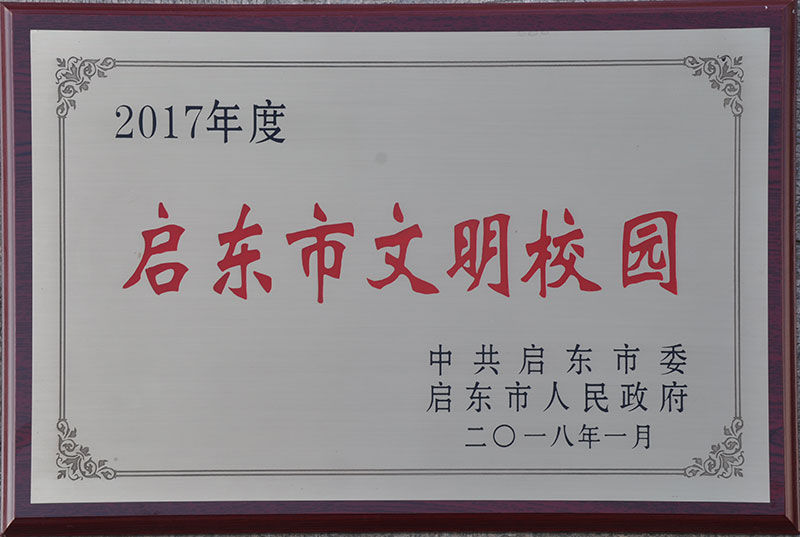 2017年度
启东市文明校园
中共启东市委
启东市人民政府
二〇一八年一月